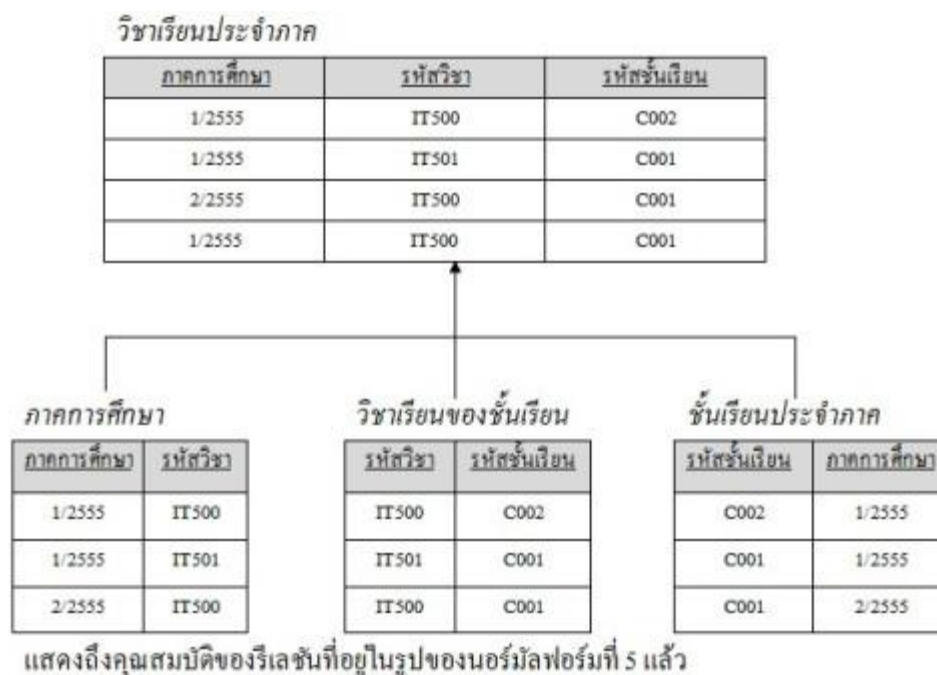 วิชาเรียนประจำภาค
ภาคการศึกษา รหัสวิชา รหัสชั้นเรียน
1/2555 IT500 C002
1/2555 IT501 C001
2/2555 IT500 C001
1/2555 IT500 C001
ภาคการศึกษา วิชาเรียนของชั้นเรียน ชั้นเรียนประจำภาค
ภาคการศึกษา รหัสวิชา รหัสวิชา รหัสชั้นเรียน รหัสชั้นเรียน ภาคการศึกษา
1/2555 IT500 IT500 C002 C002 1/2555
1/2555 IT501 IT501 C001 C001 1/2555
2/2555 IT500 IT500 C001 C001 2/2555
แสดงถึงคุณสมบัติของรีเลชันที่อยู่ในรูปของนอร์มัลฟอร์มที่ 5 แล้ว